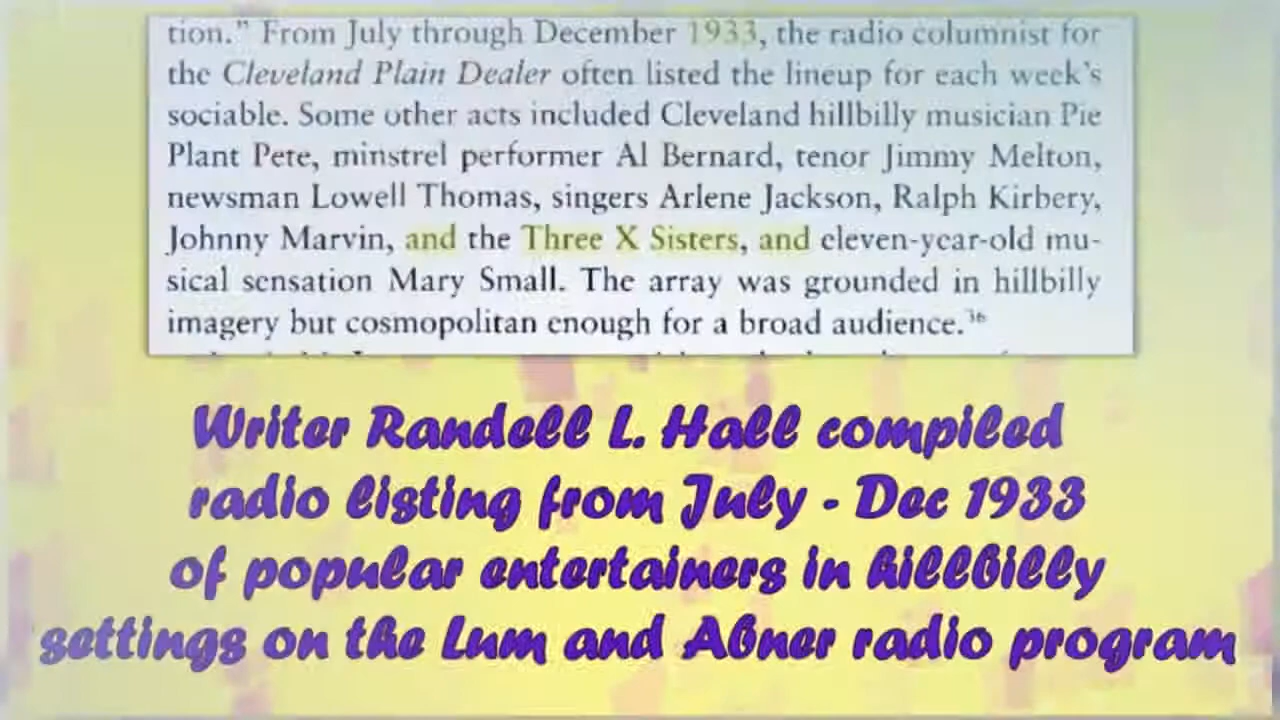 tion." From July through December 1933, the radio columnist for
the Cleveland Plain Dealer often listed the lineup for each week's
sociable. Some other acts included Cleveland hillbilly musician Pie
Plant Pete, minstrel performer Al Bernard, tenor Jimmy Melton,
newsman Lowell Thomas, singers Arlene Jackson, Ralph Kirbery,
Johnny Marvin, and the Three X Sisters, and eleven-year-old mu-
sical sensation Mary Small. The array was grounded in hillbilly
imagery but cosmopolitan enough for a broad audience.36
Writer Randell L. Hall compiled
radio listing from July - Dec 1933
of popular entertainers in hillbilly
settings on the Lum and Abner radio program